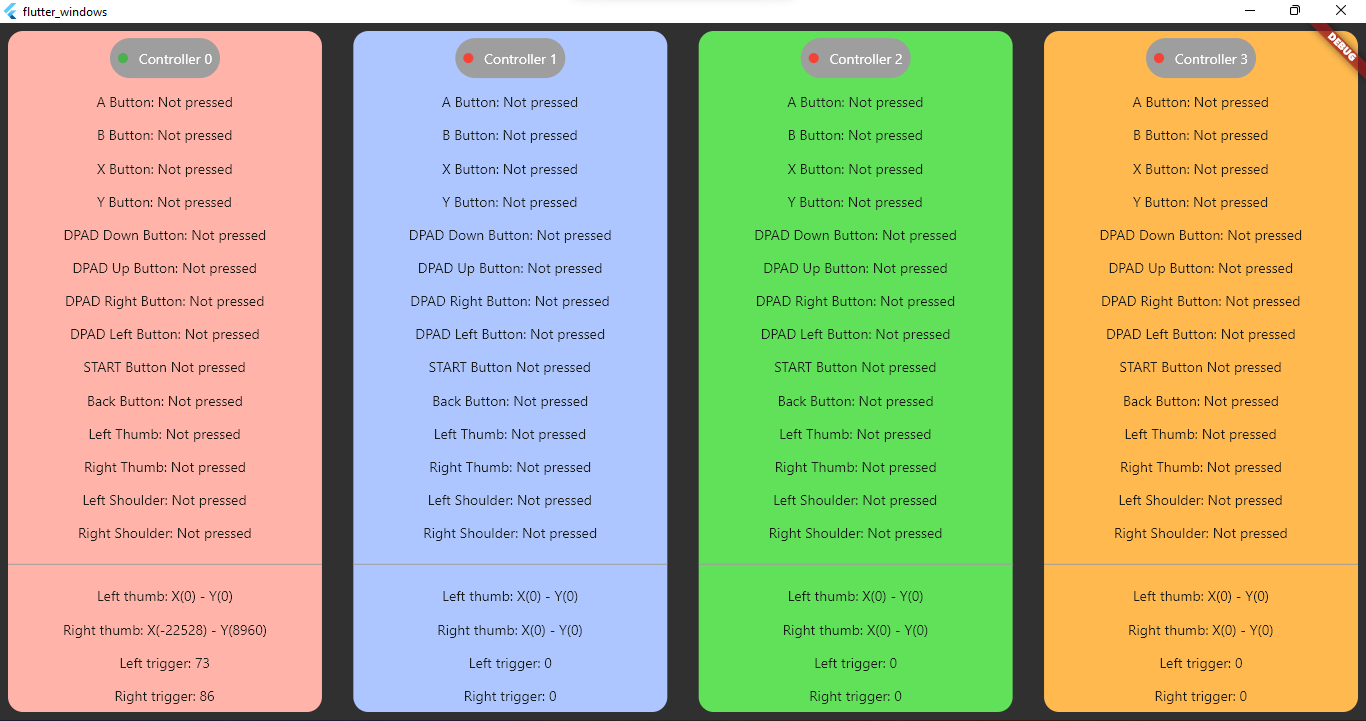 flutter_windows
DEBUG
Controller 0
A Button: Not pressed
B Button: Not pressed
X Button: Not pressed
Y Button: Not pressed
DPAD Down Button: Not pressed
DPAD Up Button: Not pressed
DPAD Right Button: Not pressed
DPAD Left Button: Not pressed
START Button Not pressed
Back Button: Not pressed
Left Thumb: Not pressed
Right Thumb: Not pressed
Left Shoulder: Not pressed
Right Shoulder: Not pressed
Left thumb: X(0) - Y(0)
Right thumb: X(-22528) - Y(8960)
Left trigger: 73
Right trigger: 86
Controller 1
A Button: Not pressed
B Button: Not pressed
X Button: Not pressed
Y Button: Not pressed
DPAD Down Button: Not pressed
DPAD Up Button: Not pressed
DPAD Right Button: Not pressed
DPAD Left Button: Not pressed
START Button Not pressed
Back Button: Not pressed
Left Thumb: Not pressed
Right Thumb: Not pressed
Left Shoulder: Not pressed
Right Shoulder: Not pressed
Left thumb: X(0) - Y(0)
Right thumb: X(0) - Y(0)
Left trigger: 0
Right trigger: 0
Controller 2
A Button: Not pressed
B Button: Not pressed
X Button: Not pressed
Y Button: Not pressed
DPAD Down Button: Not pressed
DPAD Up Button: Not pressed
DPAD Right Button: Not pressed
DPAD Left Button: Not pressed
START Button Not pressed
Back Button: Not pressed
Left Thumb: Not pressed
Right Thumb: Not pressed
Left Shoulder: Not pressed
Right Shoulder: Not pressed
Left thumb: X(0) - Y(0)
Right thumb: X(0) - Y(0)
Left trigger: 0
Right trigger: 0
Controller 3
A Button: Not pressed
B Button: Not pressed
X Button: Not pressed
Y Button: Not pressed
DPAD Down Button: Not pressed
DPAD Up Button: Not pressed
DPAD Right Button: Not pressed
DPAD Left Button: Not pressed
START Button Not pressed
Back Button: Not pressed
Left Thumb: Not pressed
Right Thumb: Not pressed
Left Shoulder: Not pressed
Right Shoulder: Not pressed
Left thumb: X(0) - Y(0)
Right thumb: X(0) - Y(0)
Left trigger: 0
Right trigger: 0